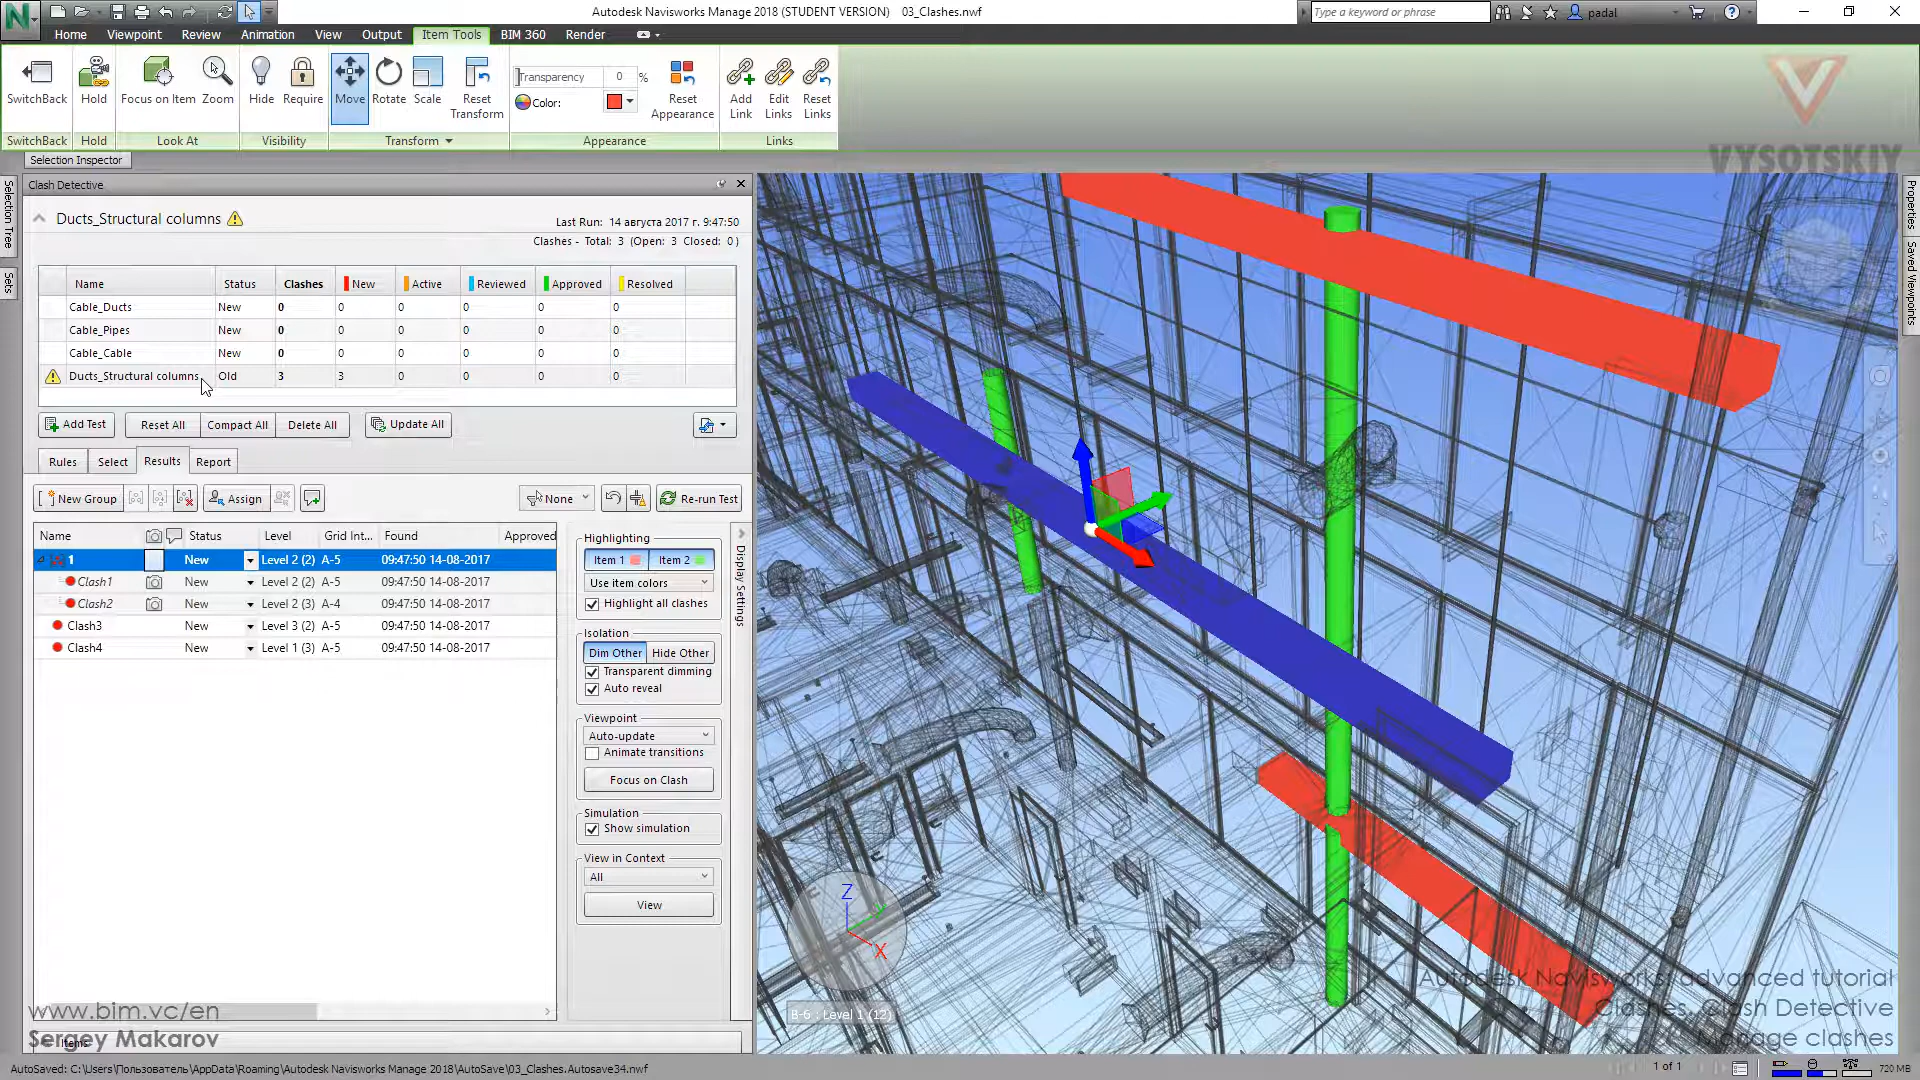 Autodesk Navisworks Manage 2018 (STUDENT VERSION) 03_Clashes.nwf
Type a keyword or phrase
padal
Home Viewpoint Review Animation View Output Item Tools BIM 360 Render
SwitchBack Hold Focus on Item Zoom Hide Require Move Rotate Scale Reset Transform
Transparency 0 %
Color:
Reset Appearance
Add Link Edit Links Reset Links
SwitchBack Hold Look At Visibility Transform Appearance Links
VYSOTSKIY
Selection Inspector
Selection Tree
Sets
Properties
Saved Viewpoints
Clash Detective
Ducts_Structural columns
Last Run: 14 августа 2017 г. 9:47:50
Clashes - Total: 3 (Open: 3 Closed: 0)
Name Status Clashes New Active Reviewed Approved Resolved
Cable_Ducts New 0 0 0 0 0 0
Cable_Pipes New 0 0 0 0 0 0
Cable_Cable New 0 0 0 0 0 0
Ducts_Structural columns Old 3 3 0 0 0 0
Add Test Reset All Compact All Delete All Update All
Rules Select Results Report
New Group Assign None Re-run Test
Name Status Level Grid Int... Found Approved
1 New Level 2 (2) A-5 09:47:50 14-08-2017
Clash1 New Level 2 (2) A-5 09:47:50 14-08-2017
Clash2 New Level 2 (3) A-4 09:47:50 14-08-2017
Clash3 New Level 3 (2) A-5 09:47:50 14-08-2017
Clash4 New Level 1 (3) A-5 09:47:50 14-08-2017
Display Settings
Highlighting
Item 1 Item 2
Use item colors
Highlight all clashes
Isolation
Dim Other Hide Other
Transparent dimming
Auto reveal
Viewpoint
Auto-update
Animate transitions
Focus on Clash
Simulation
Show simulation
View in Context
All
View
Z
X
B-6 : Level 1 (12)
Autodesk Navisworks: advanced tutorial
Clashes. Clash Detective
Manage clashes
www.bim.vc/en
Sergey Makarov
Items
AutoSaved: C:\Users\Пользователь\AppData\Roaming\Autodesk Navisworks Manage 2018\AutoSave\03_Clashes.Autosave34.nwf
1 of 1
720 MB